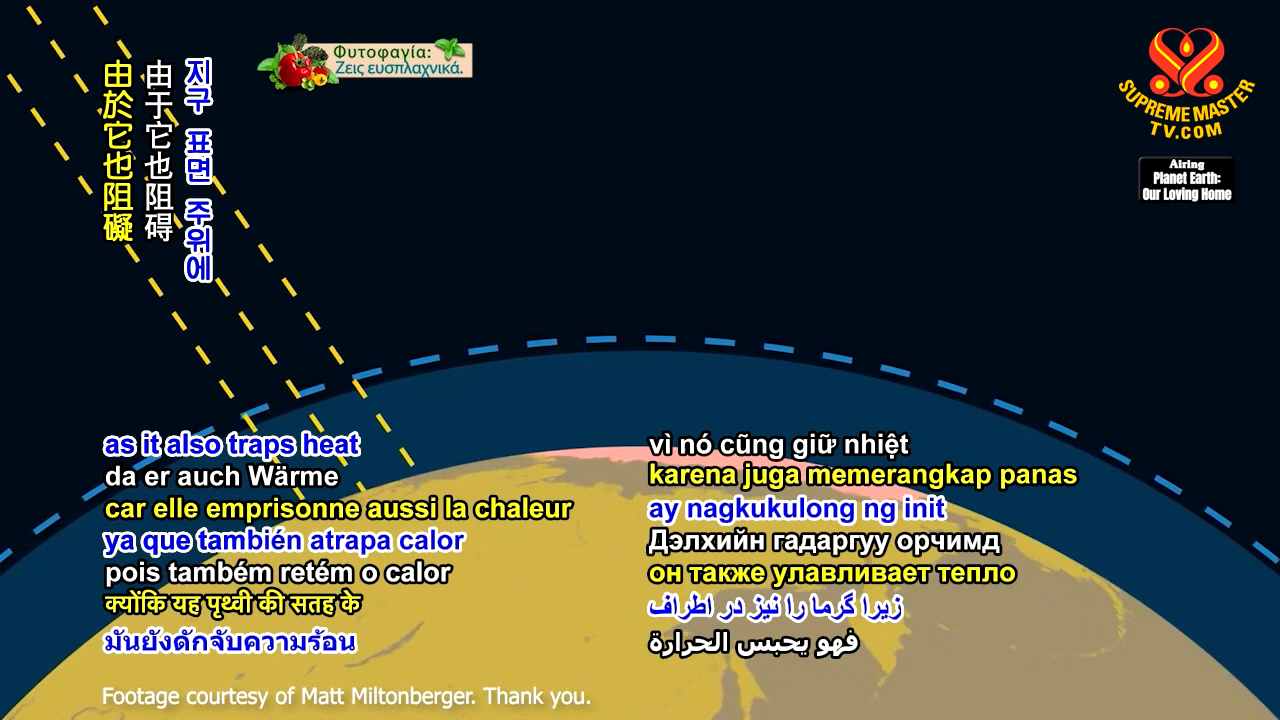 Φυτοφαγία:
Ζεις ευσπλαχνικά.
SUPREME MASTER
TV.COM
Airing
Planet Earth:
Our Loving Home
由於它也阻礙
由于它也阻碍
지구 표면 주위에
as it also traps heat
da er auch Wärme
car elle emprisonne aussi la chaleur
ya que también atrapa calor
pois também retém o calor
क्योंकि यह पृथ्वी की सतह के
มันยังดักจับความร้อน
vì nó cũng giữ nhiệt
karena juga memerangkap panas
ay nagkukulong ng init
Дэлхийн гадаргуу орчимд
он также улавливает тепло
زیرا گرما را نیز در اطراف
فهو يحبس الحرارة
Footage courtesy of Matt Miltonberger. Thank you.